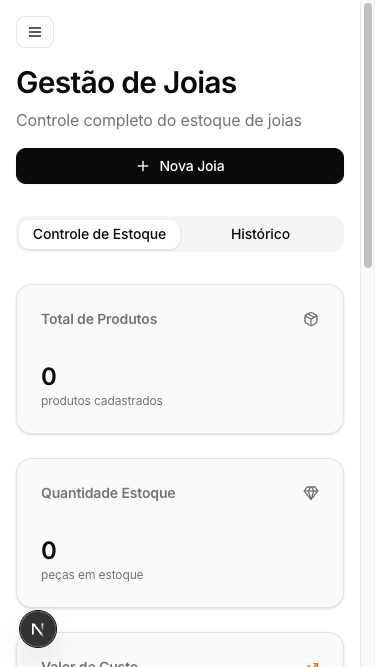 Gestão de Joias
Controle completo do estoque de joias
Nova Joia
Controle de Estoque
Histórico
Total de Produtos
0
produtos cadastrados
Quantidade Estoque
0
peças em estoque
N
Valor de Custo